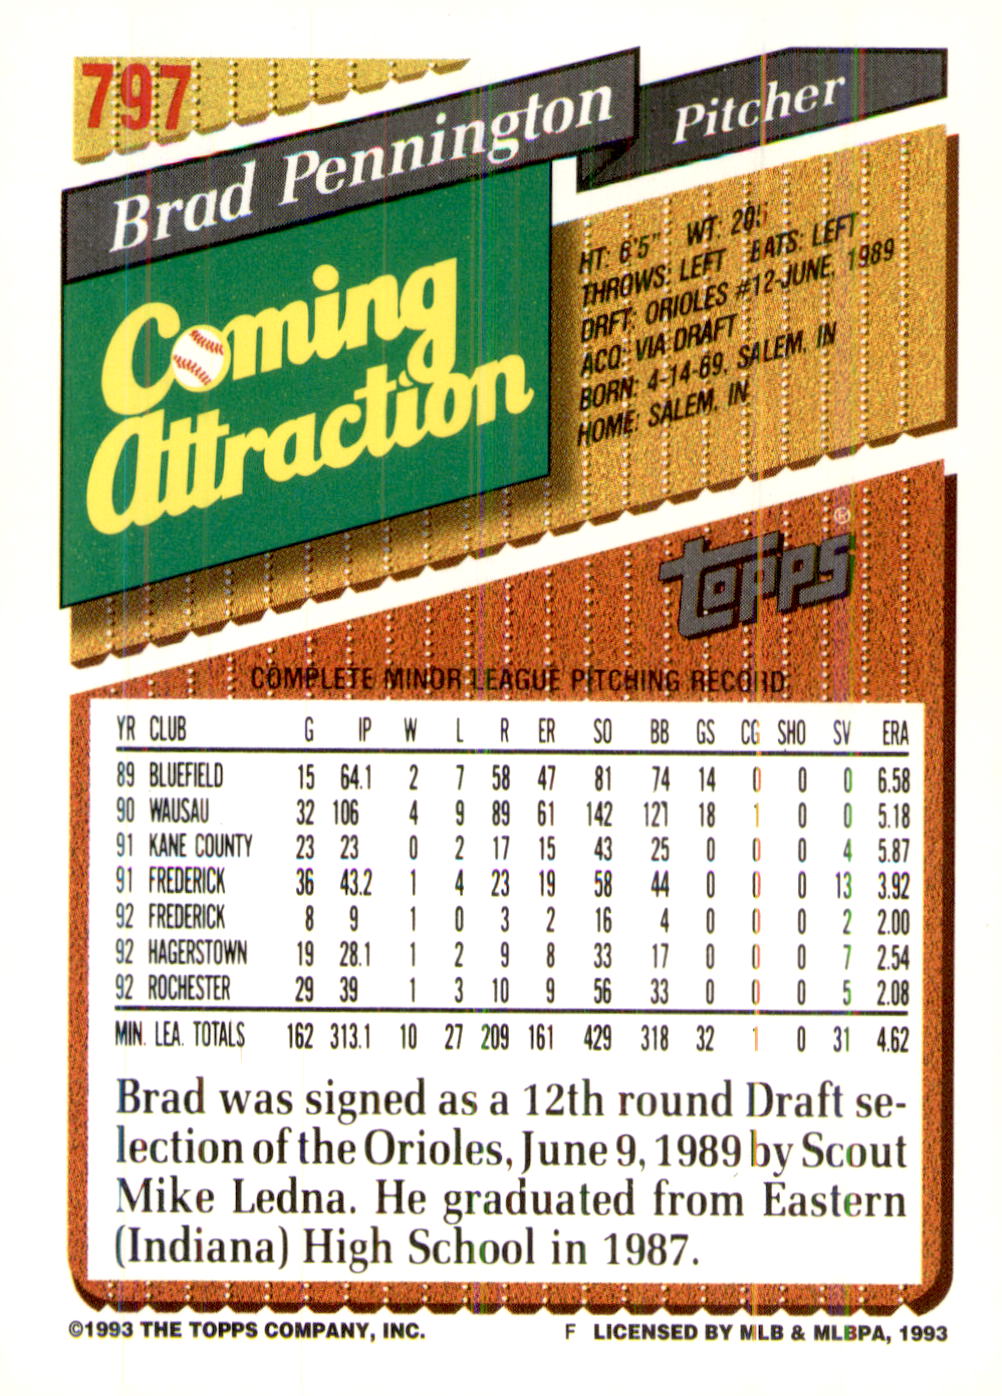 797
Brad Pennington
Pitcher
Coming
Attraction
HT: 6'5" WT: 205
THROWS: LEFT BATS: LEFT
DRFT: ORIOLES #12-JUNE, 1989
ACQ: VIA DRAFT
BORN: 4-14-69, SALEM, IN
HOME: SALEM, IN
topps®
COMPLETE MINOR LEAGUE PITCHING RECORD
YR CLUB G IP W L R ER SO BB GS CG SHO SV ERA
89 BLUEFIELD 15 64.1 2 7 58 47 81 74 14 0 0 0 6.58
90 WAUSAU 32 106 4 9 89 61 142 121 18 1 0 0 5.18
91 KANE COUNTY 23 23 0 2 17 15 43 25 0 0 0 4 5.87
91 FREDERICK 36 43.2 1 4 23 19 58 44 0 0 0 13 3.92
92 FREDERICK 8 9 1 0 3 2 16 4 0 0 0 2 2.00
92 HAGERSTOWN 19 28.1 1 2 9 8 33 17 0 0 0 7 2.54
92 ROCHESTER 29 39 1 3 10 9 56 33 0 0 0 5 2.08
MIN. LEA. TOTALS 162 313.1 10 27 209 161 429 318 32 1 0 31 4.62
Brad was signed as a 12th round Draft se-
lection of the Orioles, June 9, 1989 by Scout
Mike Ledna. He graduated from Eastern
(Indiana) High School in 1987.
©1993 THE TOPPS COMPANY, INC. F LICENSED BY MLB & MLBPA, 1993